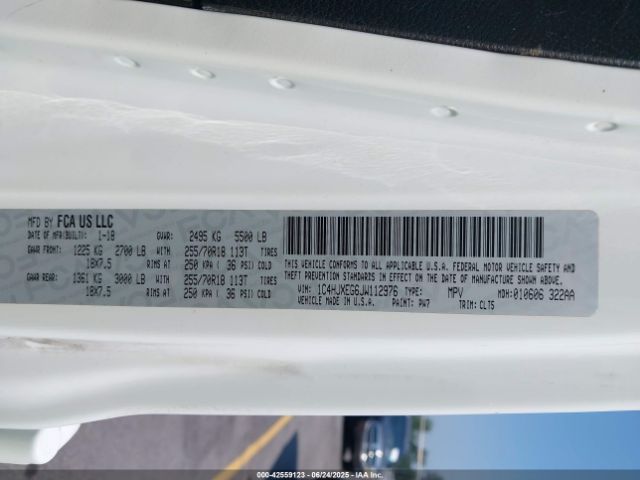 MFD BY FCA US LLC
DATE OF MFR(BUILT): 1-18 GVWR: 2495 KG 5500 LB
GAWR FRONT: 1225 KG 2700 LB WITH 255/70R18 113T TIRES
18X7.5 RIMS AT 250 KPA ( 36 PSI) COLD
GAWR REAR: 1361 KG 3000 LB WITH 255/70R18 113T TIRES
18X7.5 RIMS AT 250 KPA ( 36 PSI) COLD
THIS VEHICLE CONFORMS TO ALL APPLICABLE U.S.A. FEDERAL MOTOR VEHICLE SAFETY AND
THEFT PREVENTION STANDARDS IN EFFECT ON THE DATE OF MANUFACTURE SHOWN ABOVE.
VIN: 1C4HJXEG6JW112976 TYPE: MPV MDH:010606 322AA
VEHICLE MADE IN U.S.A. PAINT: PW7 TRIM: CLT5
000-42559123 - 06/24/2025 - IAAI.COM